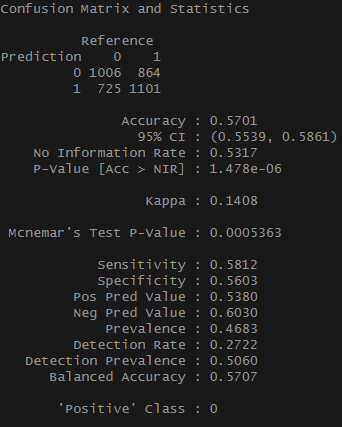 Confusion Matrix and Statistics
Reference
Prediction 0 1
0 1006 864
1 725 1101
Accuracy : 0.5701
95% CI : (0.5539, 0.5861)
No Information Rate : 0.5317
P-Value [Acc > NIR] : 1.478e-06
Kappa : 0.1408
Mcnemar's Test P-Value : 0.0005363
Sensitivity : 0.5812
Specificity : 0.5603
Pos Pred Value : 0.5380
Neg Pred Value : 0.6030
Prevalence : 0.4683
Detection Rate : 0.2722
Detection Prevalence : 0.5060
Balanced Accuracy : 0.5707
'Positive' Class : 0